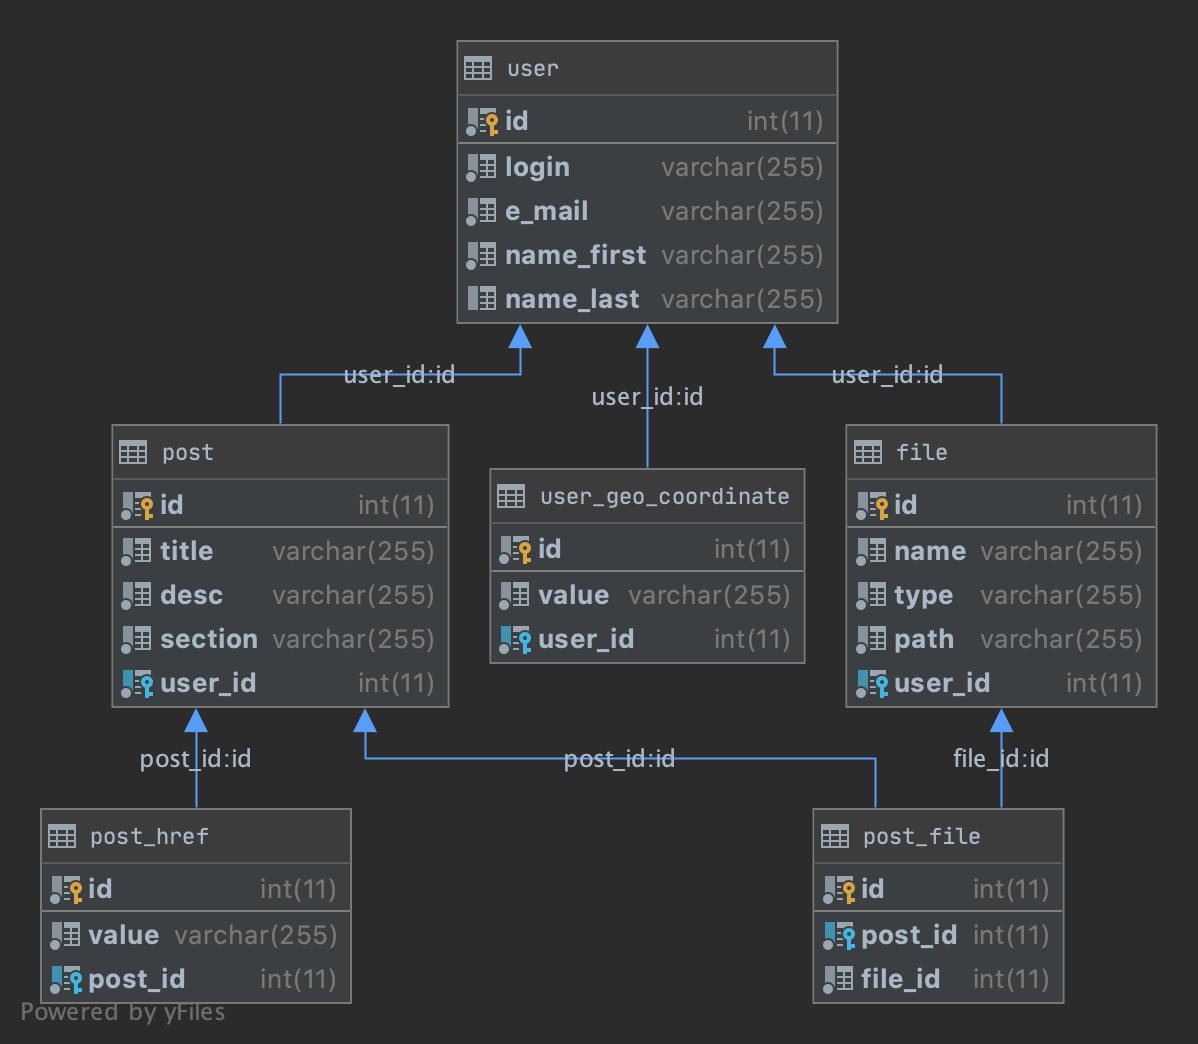 user
id int(11)
login varchar(255)
e_mail varchar(255)
name_first varchar(255)
name_last varchar(255)
user_id:id
user_id:id
user_id:id
post
id int(11)
title varchar(255)
desc varchar(255)
section varchar(255)
user_id int(11)
user_geo_coordinate
id int(11)
value varchar(255)
user_id int(11)
file
id int(11)
name varchar(255)
type varchar(255)
path varchar(255)
user_id int(11)
post_id:id
post_id:id
file_id:id
post_href
id int(11)
value varchar(255)
post_id int(11)
post_file
id int(11)
post_id int(11)
file_id int(11)
Powered by yFiles